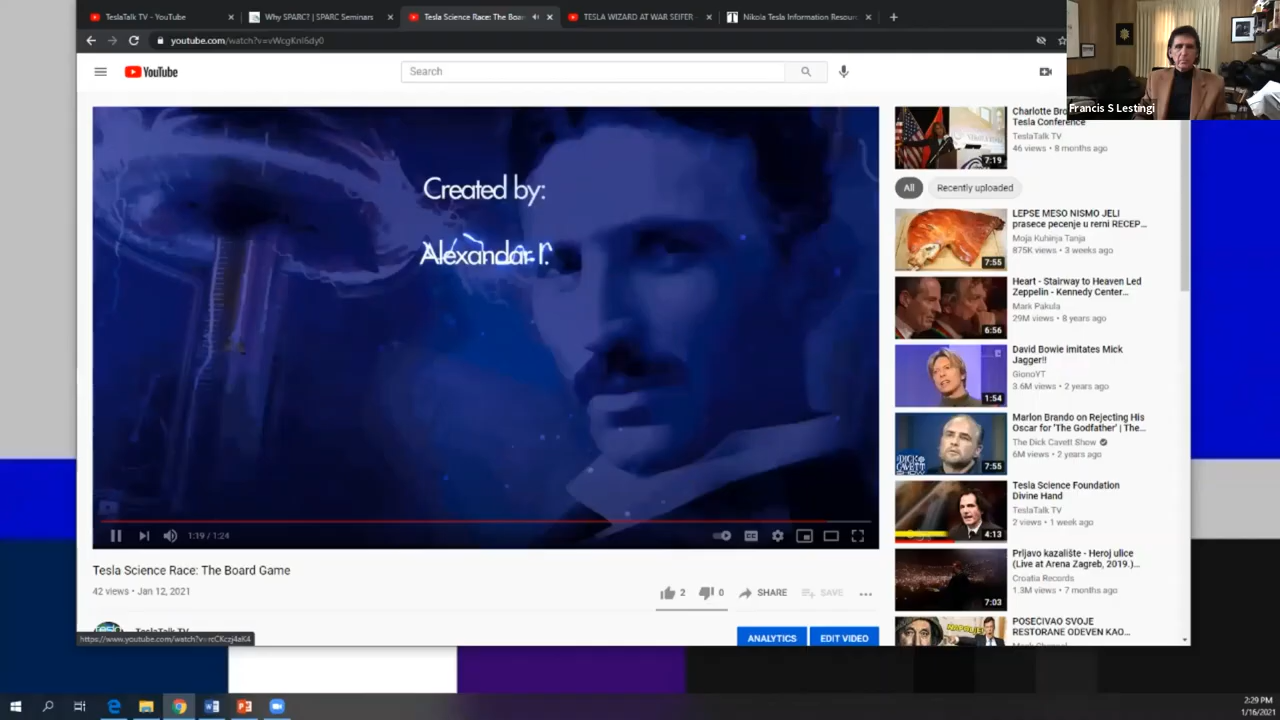 TeslaTalk TV - YouTube
Why SPARC? | SPARC Seminars
Tesla Science Race: The Boar
TESLA WIZARD AT WAR SEIFER
Nikola Tesla Information Resour
Francis S Lestingi
YouTube
Search
Created by:
Alexandar I.
1:19 / 1:24
Tesla Science Race: The Board Game
42 views • Jan 12, 2021
2
0
SHARE
SAVE
ANALYTICS
EDIT VIDEO
Charlotte Bro
Tesla Conference
TeslaTalk TV
46 views • 8 months ago
7:19
All
Recently uploaded
LEPSE MESO NISMO JELI
prasece pecenje u rerni RECEP...
Moja Kuhinja Tanja
875K views • 3 weeks ago
7:55
Heart - Stairway to Heaven Led
Zeppelin - Kennedy Center...
Mark Pakula
29M views • 8 years ago
6:56
David Bowie imitates Mick
Jagger!!
GionoYT
3.6M views • 2 years ago
1:54
Marlon Brando on Rejecting His
Oscar for 'The Godfather' | The...
The Dick Cavett Show
6M views • 2 years ago
DICK
CAVETT
7:55
Tesla Science Foundation
Divine Hand
TeslaTalk TV
2 views • 1 week ago
4:13
Prljavo kazalište - Heroj ulice
(Live at Arena Zagreb, 2019.)...
Croatia Records
1.3M views • 7 months ago
7:03
POSECIVAO SVOJE
RESTORANE ODEVEN KAO...
2:29 PM
1/16/2021